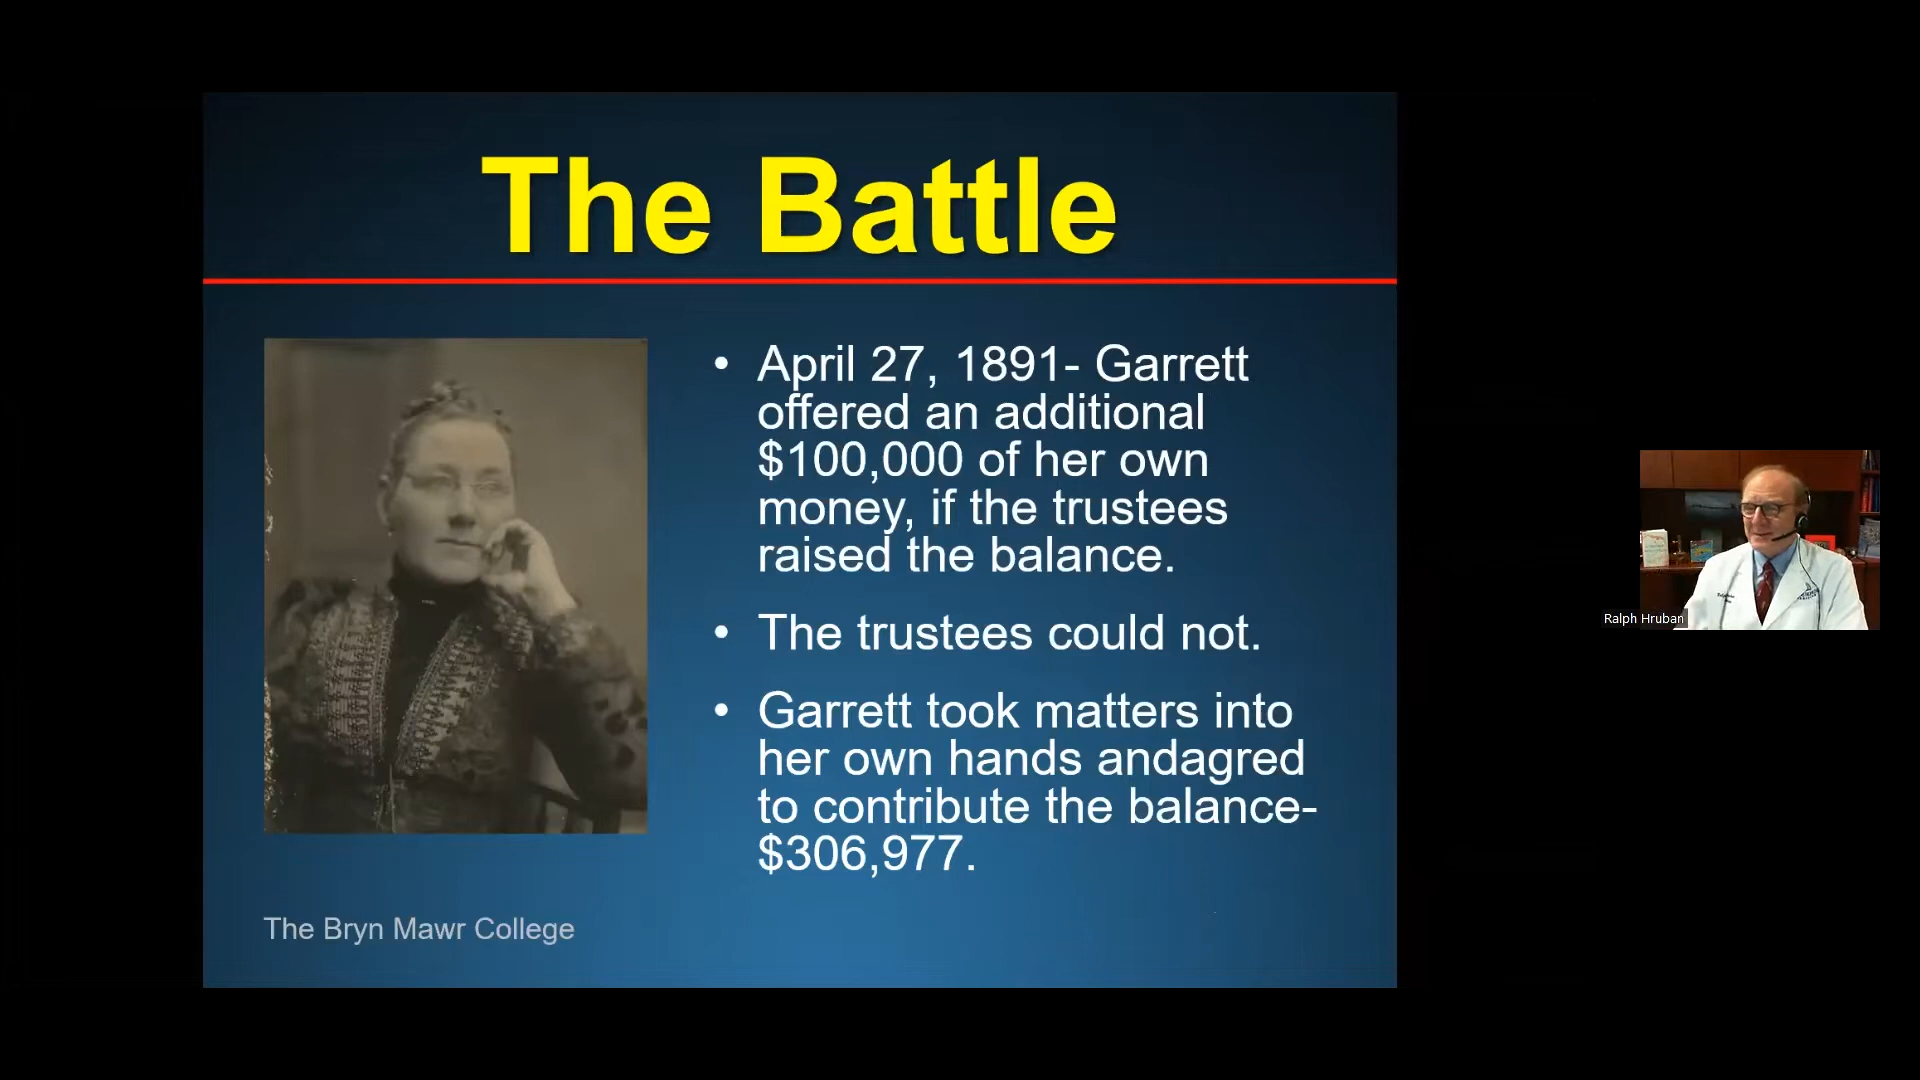 The Battle
• April 27, 1891- Garrett
offered an additional
$100,000 of her own
money, if the trustees
raised the balance.
• The trustees could not.
• Garrett took matters into
her own hands andagred
to contribute the balance-
$306,977.
The Bryn Mawr College
Ralph Hruban